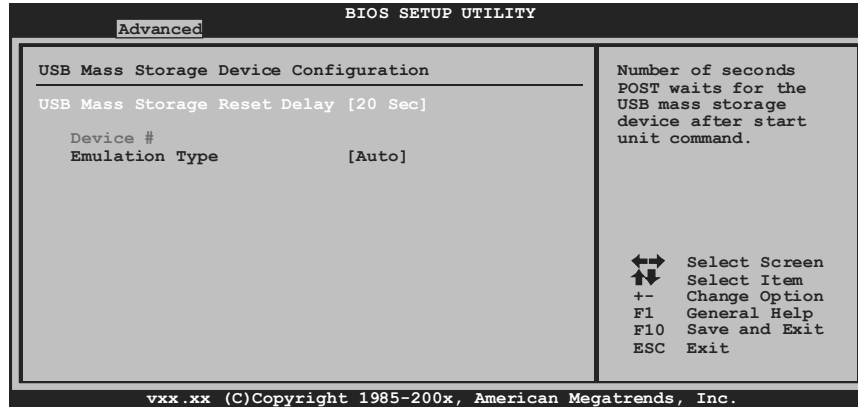 BIOS SETUP UTILITY
Advanced
USB Mass Storage Device Configuration
USB Mass Storage Reset Delay [20 Sec]
Device #
Emulation Type [Auto]
Number of seconds
POST waits for the
USB mass storage
device after start
unit command.
Select Screen
Select Item
+- Change Option
F1 General Help
F10 Save and Exit
ESC Exit
vxx.xx (C)Copyright 1985-200x, American Megatrends, Inc.